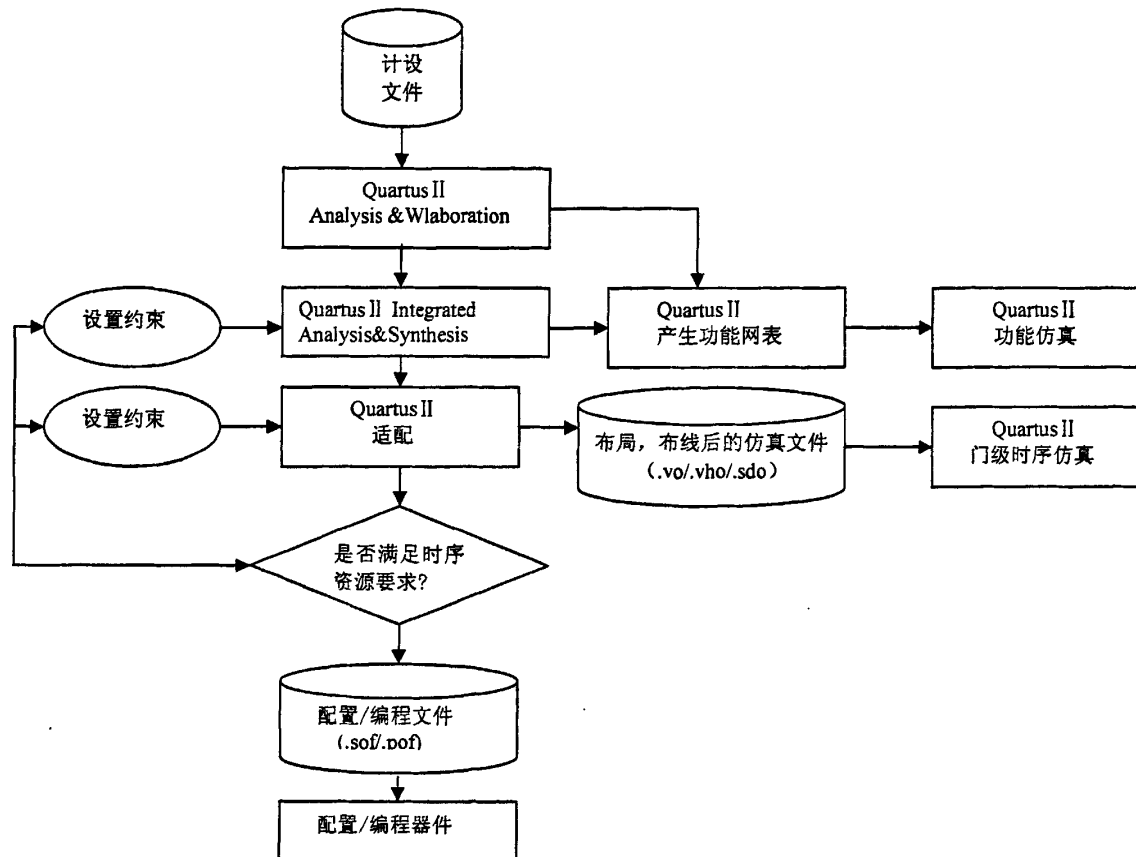 计设
文件
Quartus II
Analysis &Wlaboration
设置约束
Quartus II Integrated
Analysis&Synthesis
Quartus II
产生功能网表
Quartus II
功能仿真
设置约束
Quartus II
适配
布局，布线后的仿真文件
（.vo/.vho/.sdo）
Quartus II
门级时序仿真
是否满足时序
资源要求?
配置/编程文件
(.sof/.pof)
配置/编程器件